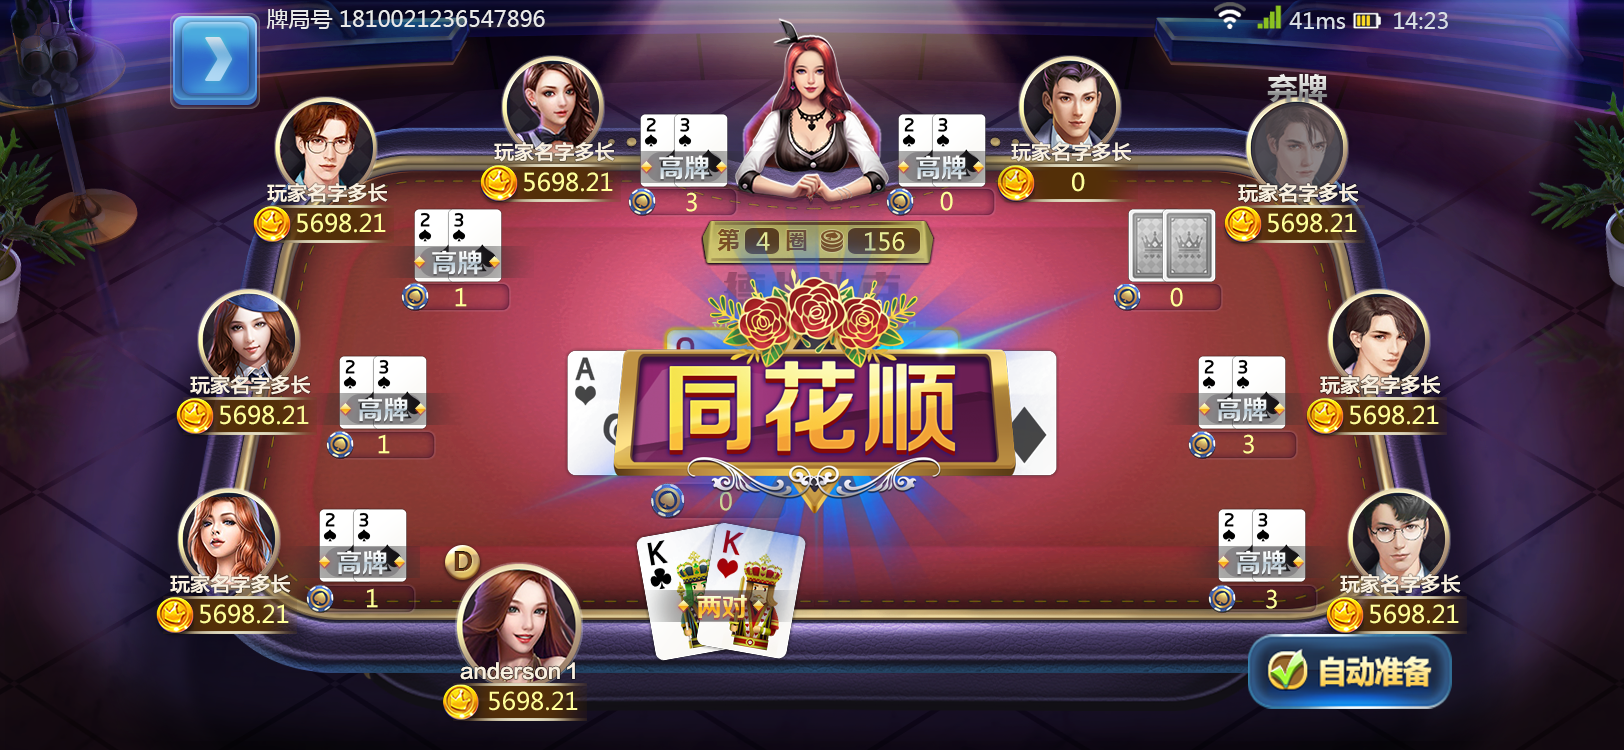 牌局号 1810021236547896
41ms 14:23
弃牌
玩家名字多长
5698.21
2 3
高牌
3
2 3
高牌
0
玩家名字多长
0
玩家名字多长
5698.21
玩家名字多长
5698.21
2 3
高牌
1
第 4 圈 156
0
玩家名字多长
5698.21
2 3
高牌
1
A
Q
同花顺
2 3
高牌
3
玩家名字多长
5698.21
0
玩家名字多长
5698.21
2 3
高牌
1
D
K K
两对
2 3
高牌
3
玩家名字多长
5698.21
anderson 1
5698.21
自动准备